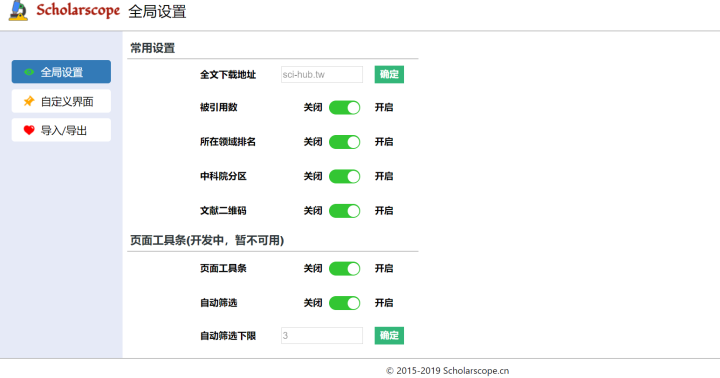 Scholarscope 全局设置
全局设置
自定义界面
导入/导出
常用设置
全文下载地址 sci-hub.tw 确定
被引用数 关闭 开启
所在领域排名 关闭 开启
中科院分区 关闭 开启
文献二维码 关闭 开启
页面工具条(开发中，暂不可用)
页面工具条 关闭 开启
自动筛选 关闭 开启
自动筛选下限 3 确定
© 2015-2019 Scholarscope.cn